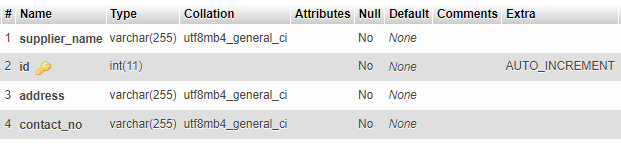 # Name Type Collation Attributes Null Default Comments Extra
1 supplier_name varchar(255) utf8mb4_general_ci No None
2 id int(11) No None AUTO_INCREMENT
3 address varchar(255) utf8mb4_general_ci No None
4 contact_no varchar(255) utf8mb4_general_ci No None